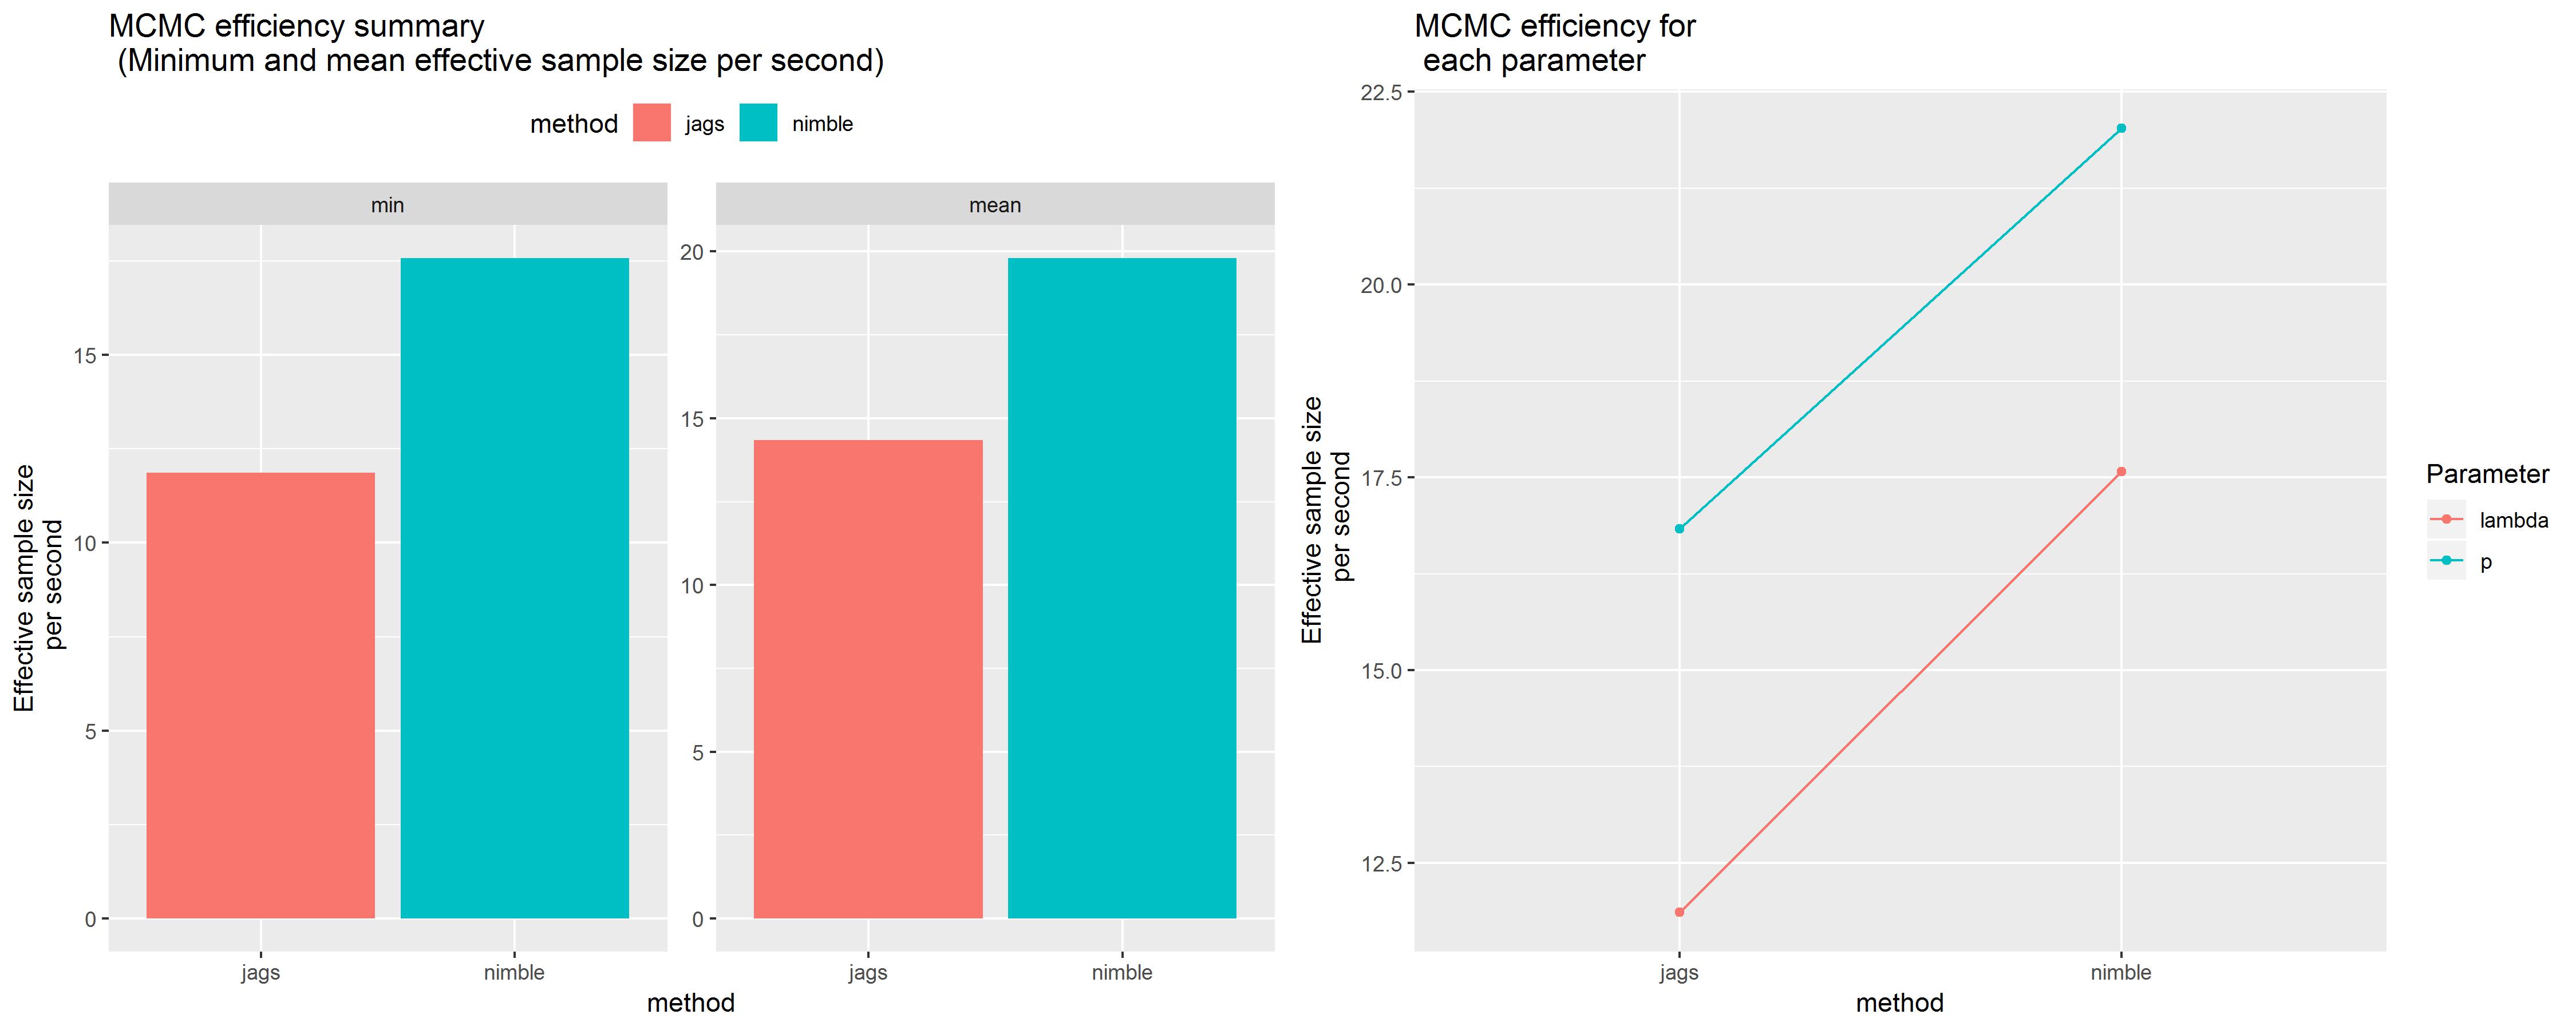 MCMC efficiency summary
(Minimum and mean effective sample size per second)
method jags nimble
min
mean
Effective sample size
per second
15
10
5
0
20
15
10
5
0
jags
nimble
jags
nimble
method
MCMC efficiency for
each parameter
Effective sample size
per second
22.5
20.0
17.5
15.0
12.5
jags
nimble
method
Parameter
lambda
p